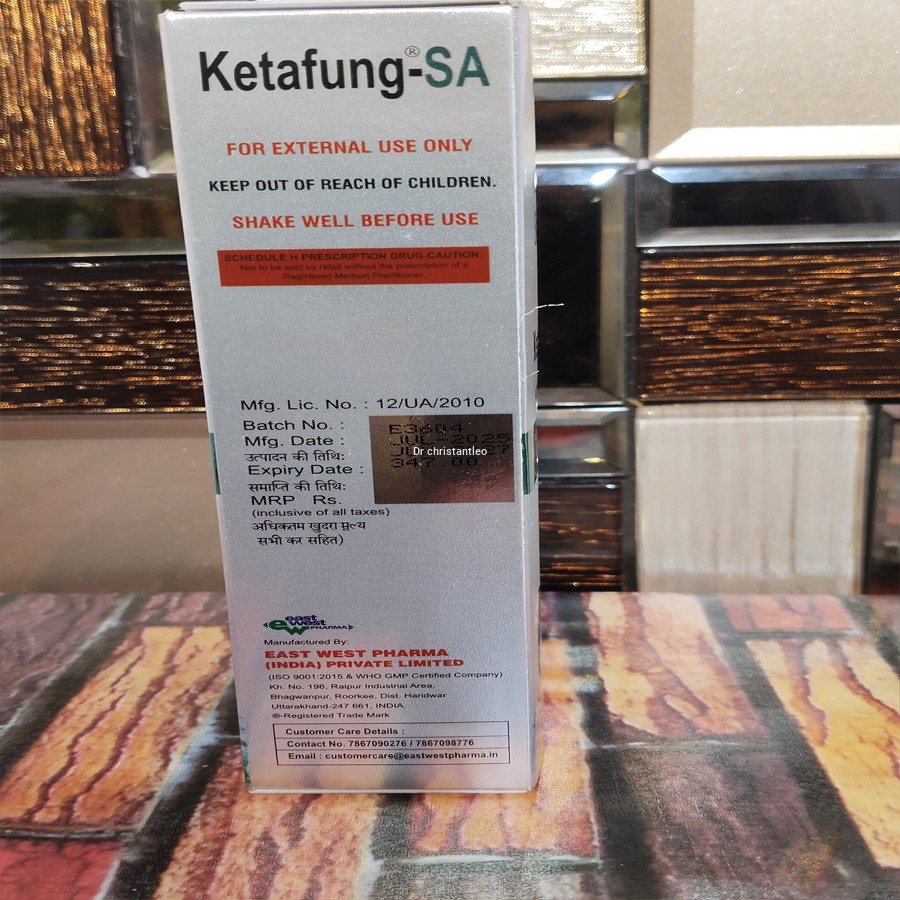 Ketafung®-SA
FOR EXTERNAL USE ONLY
KEEP OUT OF REACH OF CHILDREN.
SHAKE WELL BEFORE USE
SCHEDULE H PRESCRIPTION DRUG-CAUTION:
Not to be sold by retail without the prescription of a
Registered Medical Practitioner
Mfg. Lic. No. : 12/UA/2010
Batch No. : E3604
Mfg. Date : JUL-2025
उत्पादन की तिथि:
Expiry Date :
Dr christantleo
समाप्ति की तिथि:
MRP Rs. 347.00
(inclusive of all taxes)
अधिकतम खुदरा मूल्य
सभी कर सहित)
east
west
PHARMA
Manufactured By:
EAST WEST PHARMA
(INDIA) PRIVATE LIMITED
(ISO 9001:2015 & WHO GMP Certified Company)
Kh. No. 196, Raipur Industrial Area,
Bhagwanpur, Roorkee, Dist. Haridwar
Uttarakhand-247 661, INDIA.
®-Registered Trade Mark
Customer Care Details :
Contact No. 7867090276 / 7867098776
Email : customercare@eastwestpharma.in